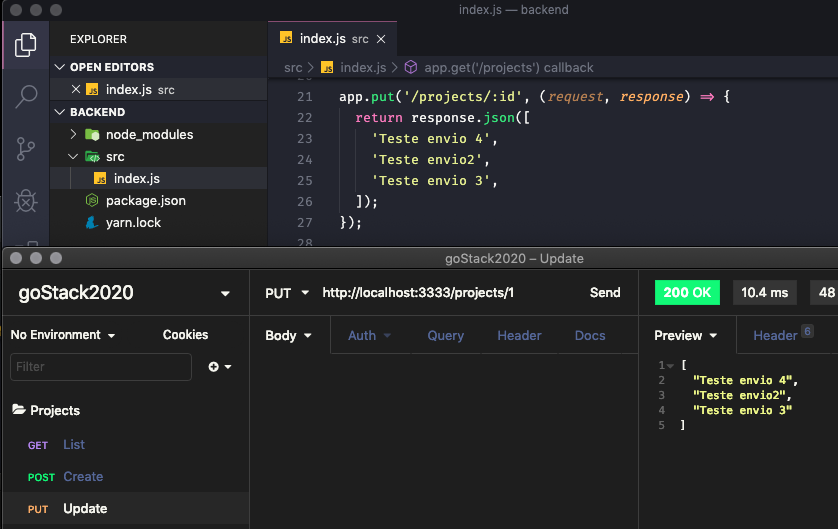 index.js — backend
EXPLORER
index.js src
OPEN EDITORS
src > index.js > app.get('/projects') callback
index.js src
BACKEND
21 app.put('/projects/:id', (request, response) => {
node_modules
22 return response.json([
src
23 'Teste envio 4',
24 'Teste envio2',
index.js
25 'Teste envio 3',
package.json
26 ]);
yarn.lock
27 });
28
goStack2020 – Update
goStack2020
PUT http://localhost:3333/projects/1 Send
200 OK 10.4 ms 48
No Environment Cookies
Body Auth Query Header Docs
Preview Header 6
Filter
1 [
2 "Teste envio 4",
3 "Teste envio2",
4 "Teste envio 3"
5 ]
Projects
GET List
POST Create
PUT Update